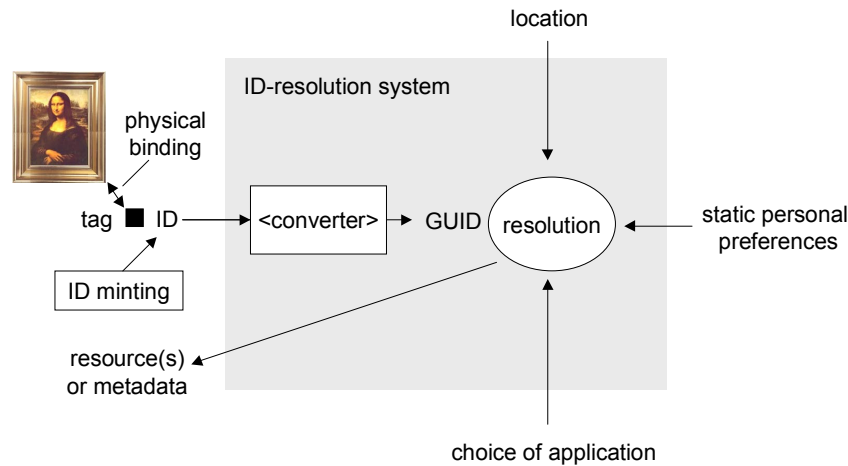 location
ID-resolution system
physical
binding
tag ID
<converter>
GUID
resolution
static personal
preferences
ID minting
resource(s)
or metadata
choice of application